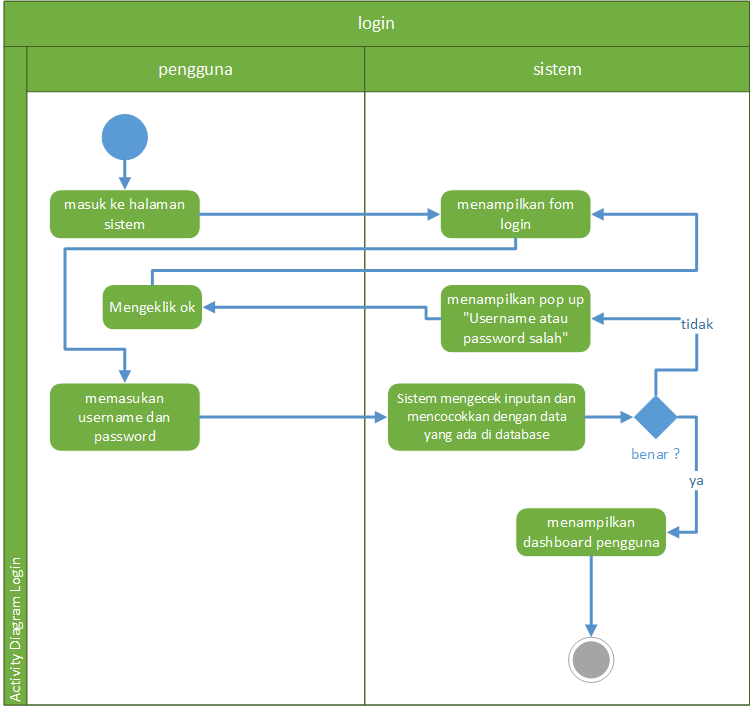 login
pengguna
sistem
masuk ke halaman
sistem
menampilkan fom
login
Mengeklik ok
menampilkan pop up
"Username atau
password salah"
tidak
memasukan
username dan
password
Sistem mengecek inputan dan
mencocokkan dengan data
yang ada di database
benar ?
ya
menampilkan
dashboard pengguna
Activity Diagram Login